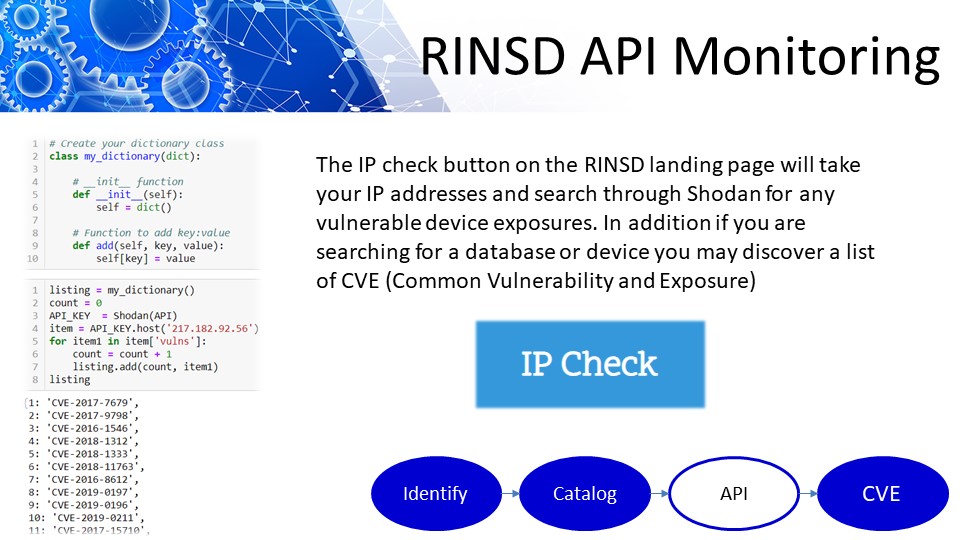 RINSD API Monitoring
1 # Create your dictionary class
2 class my_dictionary(dict):
3
4 # __init__ function
5 def __init__(self):
6 self = dict()
7
8 # Function to add key:value
9 def add(self, key, value):
10 self[key] = value
1 listing = my_dictionary()
2 count = 0
3 API_KEY = Shodan(API)
4 item = API_KEY.host('217.182.92.56')
5 for item1 in item['vulns']:
6 count = count + 1
7 listing.add(count, item1)
8 listing
{1: 'CVE-2017-7679',
2: 'CVE-2017-9798',
3: 'CVE-2016-1546',
4: 'CVE-2018-1312',
5: 'CVE-2018-1333',
6: 'CVE-2018-11763',
7: 'CVE-2016-8612',
8: 'CVE-2019-0197',
9: 'CVE-2019-0196',
10: 'CVE-2019-0211',
11: 'CVE-2017-15710',
The IP check button on the RINSD landing page will take
your IP addresses and search through Shodan for any
vulnerable device exposures. In addition if you are
searching for a database or device you may discover a list
of CVE (Common Vulnerability and Exposure)
IP Check
Identify
Catalog
API
CVE